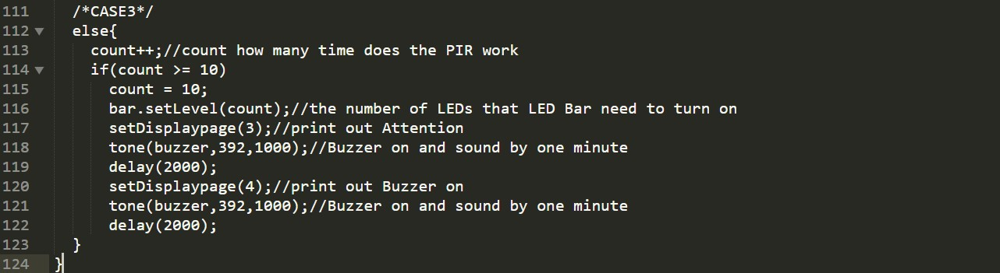 111 /*CASE3*/
112 else{
113 count++;//count how many time does the PIR work
114 if(count >= 10)
115 count = 10;
116 bar.setLevel(count);//the number of LEDs that LED Bar need to turn on
117 setDisplaypage(3);//print out Attention
118 tone(buzzer,392,1000);//Buzzer on and sound by one minute
119 delay(2000);
120 setDisplaypage(4);//print out Buzzer on
121 tone(buzzer,392,1000);//Buzzer on and sound by one minute
122 delay(2000);
123 }
124 }